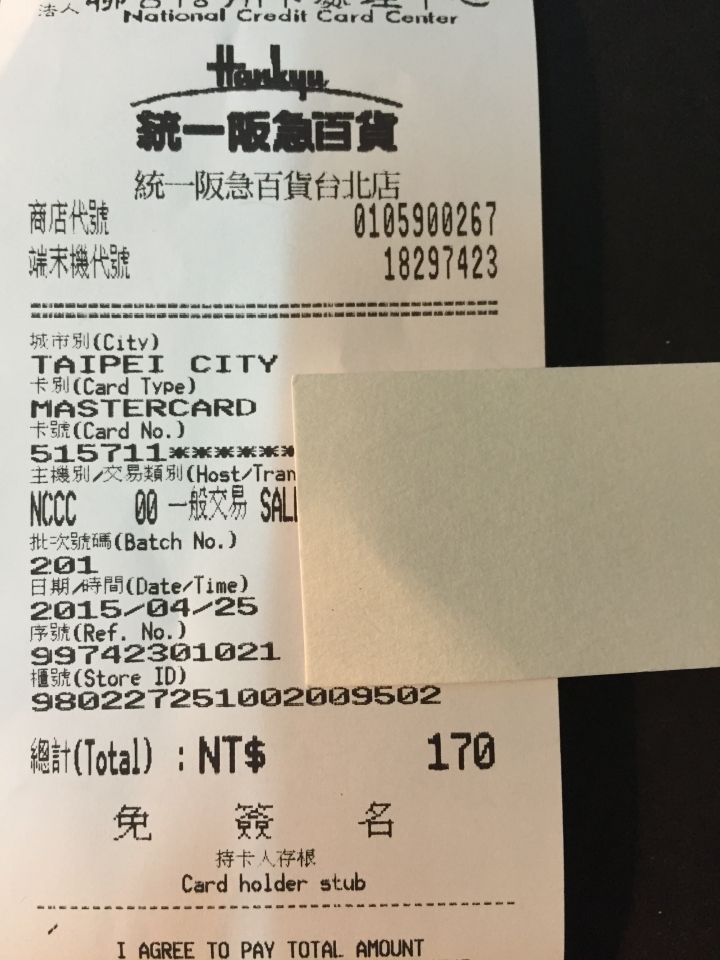 法人
National Credit Card Center
Hankyu
統一阪急百貨
統一阪急百貨台北店
商店代號 0105900267
端末機代號 18297423
城市別(City)
TAIPEI CITY
卡別(Card Type)
MASTERCARD
卡號(Card No.)
515711******
主機別/交易類別(Host/Tran
NCCC 00 一般交易 SAL
批次號碼(Batch No.)
201
日期/時間(Date/Time)
2015/04/25
序號(Ref. No.)
99742301021
櫃號(Store ID)
980227251002009502
總計(Total) : NT$ 170
免 簽 名
持卡人存根
Card holder stub
I AGREE TO PAY TOTAL AMOUNT